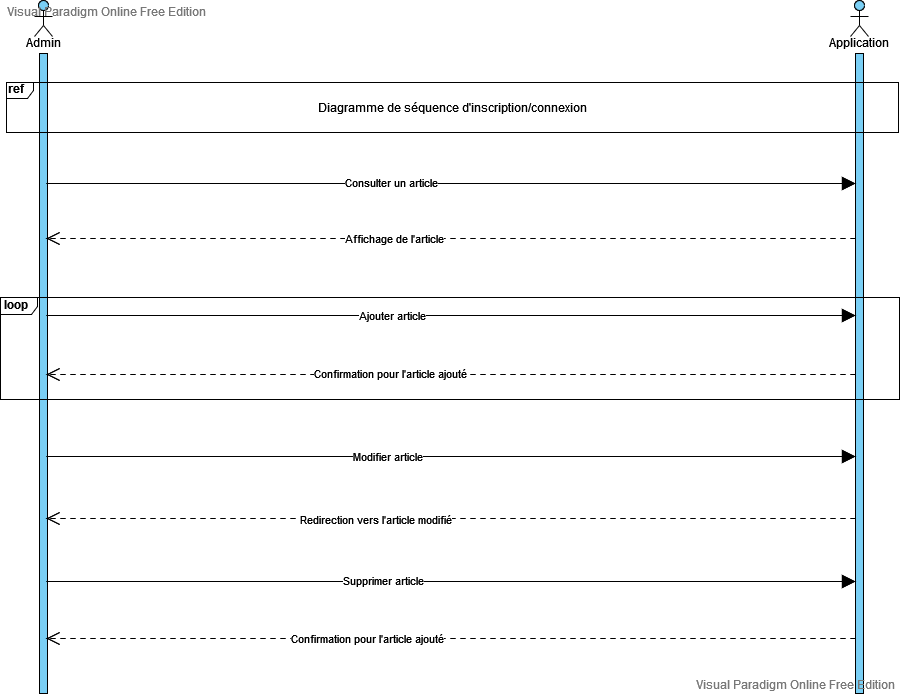 Visual Paradigm Online Free Edition
Admin
Application
ref
Diagramme de séquence d'inscription/connexion
Consulter un article
Affichage de l'article
loop
Ajouter article
Confirmation pour l'article ajouté
Modifier article
Redirection vers l'article modifié
Supprimer article
Confirmation pour l'article ajouté
Visual Paradigm Online Free Edition